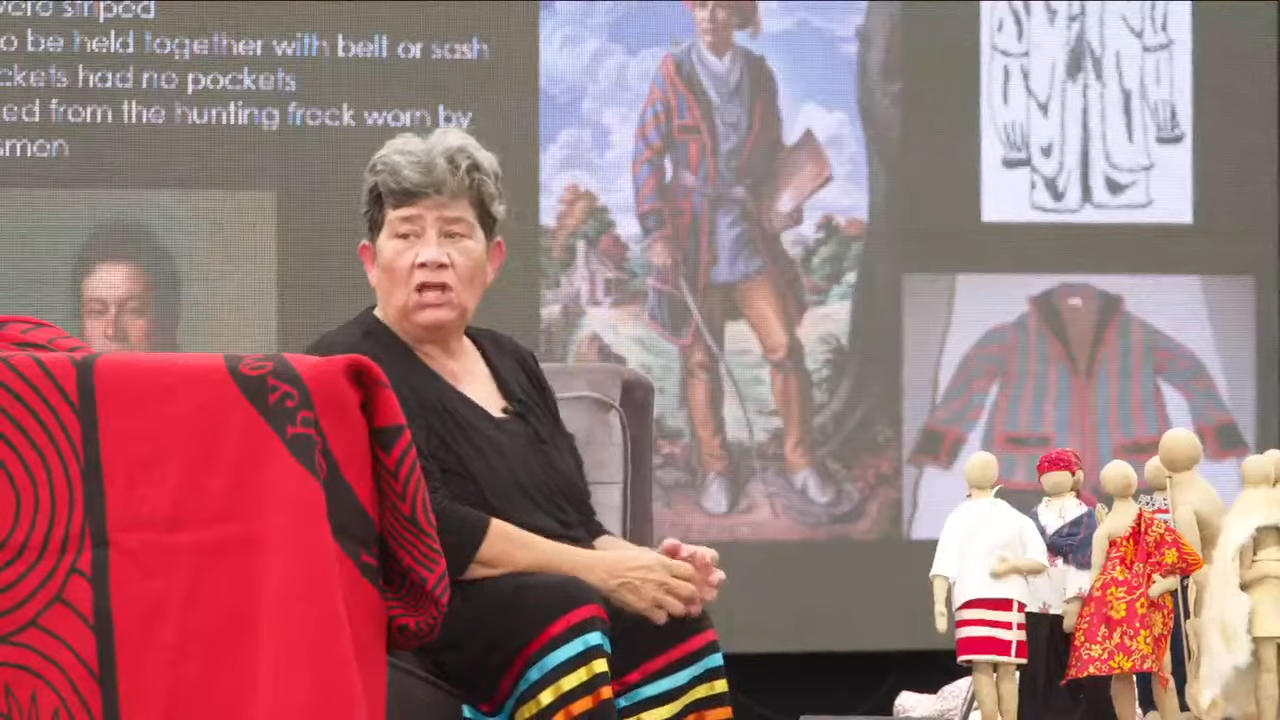 were striped
o be held together with belt or sash
ckets had no pockets
ed from the hunting frock worn by
sman